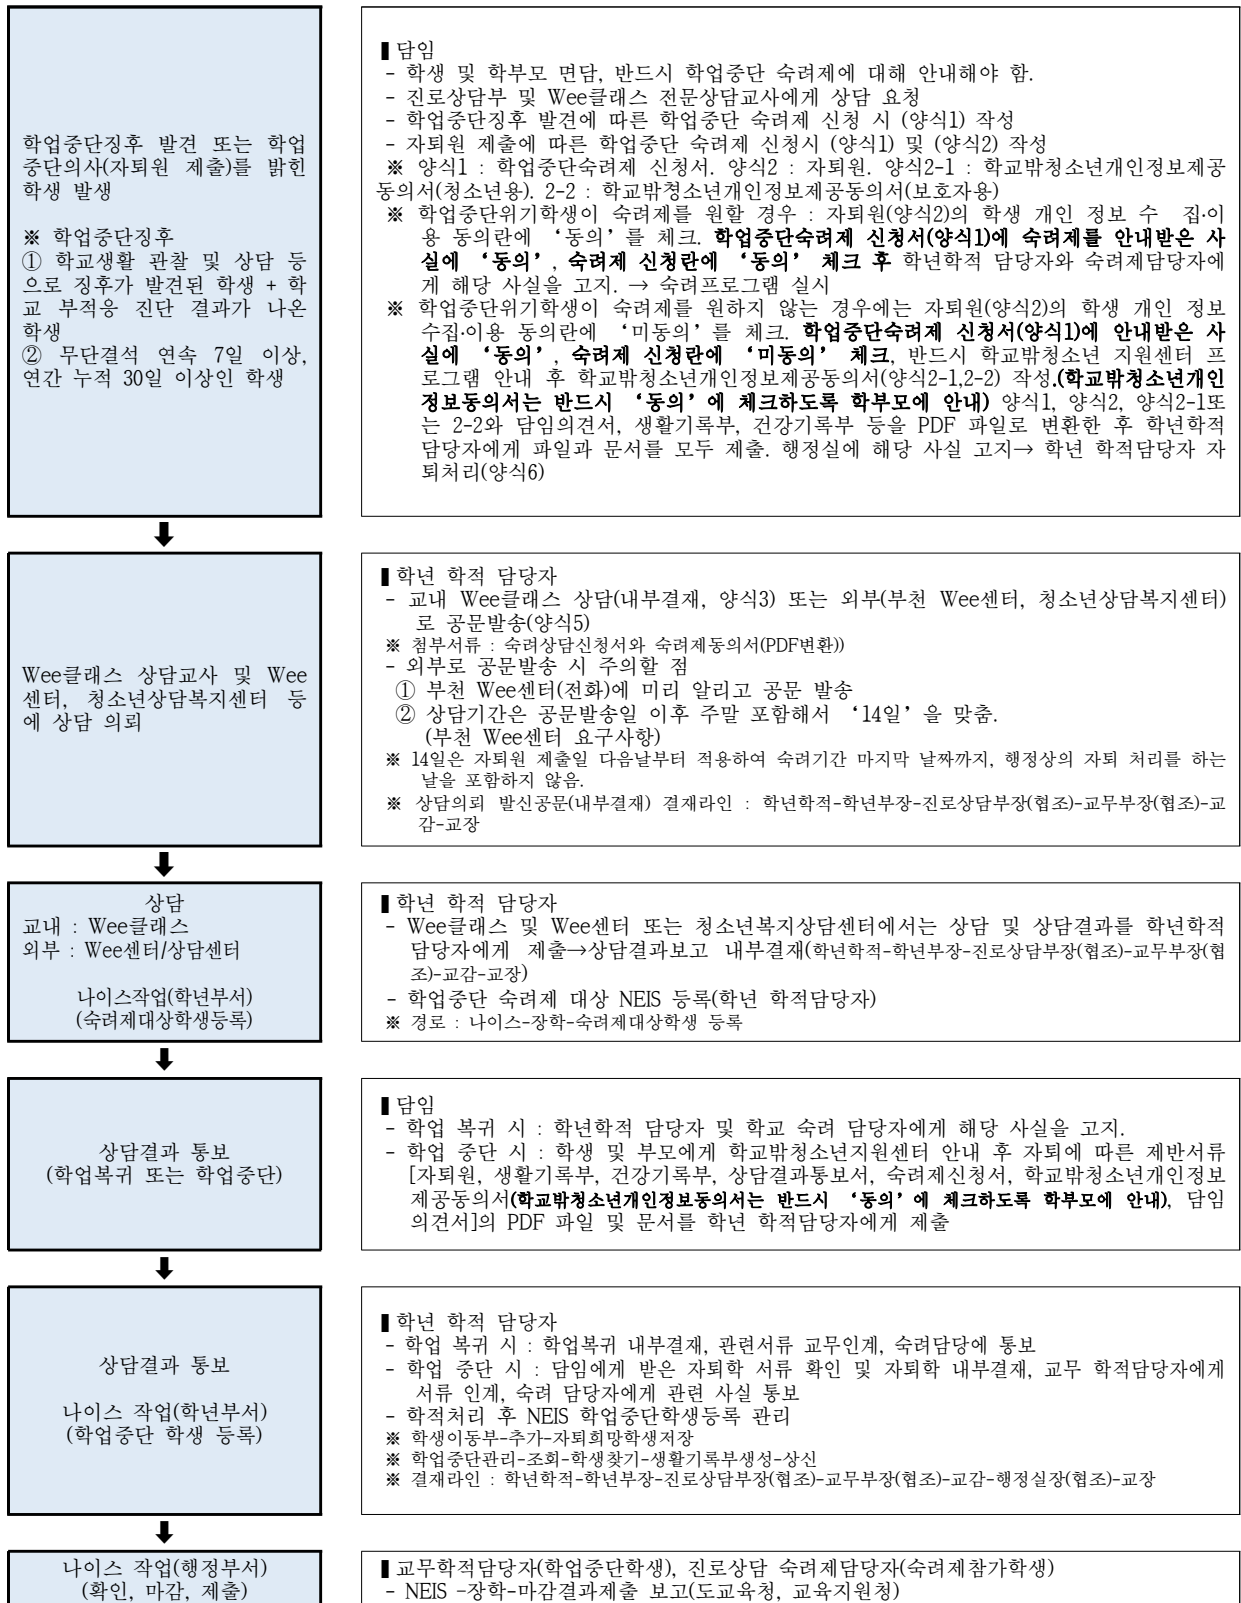 학업중단징후 발견 또는 학업
중단의사(자퇴원 제출)를 밝힌
학생 발생
※ 학업중단징후
① 학교생활 관찰 및 상담 등
으로 징후가 발견된 학생 + 학
교 부적응 진단 결과가 나온
학생
② 무단결석 연속 7일 이상,
연간 누적 30일 이상인 학생
▌담임
- 학생 및 학부모 면담, 반드시 학업중단 숙려제에 대해 안내해야 함.
- 진로상담부 및 Wee클래스 전문상담교사에게 상담 요청
- 학업중단징후 발견에 따른 학업중단 숙려제 신청 시 (양식1) 작성
- 자퇴원 제출에 따른 학업중단 숙려제 신청시 (양식1) 및 (양식2) 작성
※ 양식1 : 학업중단숙려제 신청서. 양식2 : 자퇴원. 양식2-1 : 학교밖청소년개인정보제공
동의서(청소년용). 2-2 : 학교밖쳥소년개인정보제공동의서(보호자용)
※ 학업중단위기학생이 숙려제를 원할 경우 : 자퇴원(양식2)의 학생 개인 정보 수 집·이
용 동의란에 ‘동의’를 체크. 학업중단숙려제 신청서(양식1)에 숙려제를 안내받은 사
실에 ‘동의’, 숙려제 신청란에 ‘동의’ 체크 후 학년학적 담당자와 숙려제담당자에
게 해당 사실을 고지. → 숙려프로그램 실시
※ 학업중단위기학생이 숙려제를 원하지 않는 경우에는 자퇴원(양식2)의 학생 개인 정보
수집·이용 동의란에 ‘미동의’를 체크. 학업중단숙려제 신청서(양식1)에 안내받은 사
실에 ‘동의’, 숙려제 신청란에 ‘미동의’ 체크, 반드시 학교밖청소년 지원센터 프
로그램 안내 후 학교밖청소년개인정보제공동의서(양식2-1,2-2) 작성.(학교밖청소년개인
정보동의서는 반드시 ‘동의’에 체크하도록 학부모에 안내) 양식1, 양식2, 양식2-1또
는 2-2와 담임의견서, 생활기록부, 건강기록부 등을 PDF 파일로 변환한 후 학년학적
담당자에게 파일과 문서를 모두 제출. 행정실에 해당 사실 고지→ 학년 학적담당자 자
퇴처리(양식6)
Wee클래스 상담교사 및 Wee
센터, 청소년상담복지센터 등
에 상담 의뢰
▌학년 학적 담당자
- 교내 Wee클래스 상담(내부결재, 양식3) 또는 외부(부천 Wee센터, 청소년상담복지센터)
로 공문발송(양식5)
※ 첨부서류 : 숙려상담신청서와 숙려제동의서(PDF변환))
- 외부로 공문발송 시 주의할 점
① 부천 Wee센터(전화)에 미리 알리고 공문 발송
② 상담기간은 공문발송일 이후 주말 포함해서 ‘14일’을 맞춤.
(부천 Wee센터 요구사항)
※ 14일은 자퇴원 제출일 다음날부터 적용하여 숙려기간 마지막 날짜까지, 행정상의 자퇴 처리를 하는
날을 포함하지 않음.
※ 상담의뢰 발신공문(내부결재) 결재라인 : 학년학적-학년부장-진로상담부장(협조)-교무부장(협조)-교
감-교장
상담
교내 : Wee클래스
외부 : Wee센터/상담센터
나이스작업(학년부서)
(숙려제대상학생등록)
▌학년 학적 담당자
- Wee클래스 및 Wee센터 또는 청소년복지상담센터에서는 상담 및 상담결과를 학년학적
담당자에게 제출→상담결과보고 내부결재(학년학적-학년부장-진로상담부장(협조)-교무부장(협
조)-교감-교장)
- 학업중단 숙려제 대상 NEIS 등록(학년 학적담당자)
※ 경로 : 나이스-장학-숙려제대상학생 등록
상담결과 통보
(학업복귀 또는 학업중단)
▌담임
- 학업 복귀 시 : 학년학적 담당자 및 학교 숙려 담당자에게 해당 사실을 고지.
- 학업 중단 시 : 학생 및 부모에게 학교밖청소년지원센터 안내 후 자퇴에 따른 제반서류
[자퇴원, 생활기록부, 건강기록부, 상담결과통보서, 숙려제신청서, 학교밖청소년개인정보
제공동의서(학교밖청소년개인정보동의서는 반드시 ‘동의’에 체크하도록 학부모에 안내), 담임
의견서]의 PDF 파일 및 문서를 학년 학적담당자에게 제출
상담결과 통보
나이스 작업(학년부서)
(학업중단 학생 등록)
▌학년 학적 담당자
- 학업 복귀 시 : 학업복귀 내부결재, 관련서류 교무인계, 숙려담당에 통보
- 학업 중단 시 : 담임에게 받은 자퇴학 서류 확인 및 자퇴학 내부결재, 교무 학적담당자에게
서류 인계, 숙려 담당자에게 관련 사실 통보
- 학적처리 후 NEIS 학업중단학생등록 관리
※ 학생이동부-추가-자퇴희망학생저장
※ 학업중단관리-조회-학생찾기-생활기록부생성-상신
※ 결재라인 : 학년학적-학년부장-진로상담부장(협조)-교무부장(협조)-교감-행정실장(협조)-교장
나이스 작업(행정부서)
(확인, 마감, 제출)
▌교무학적담당자(학업중단학생), 진로상담 숙려제담당자(숙려제참가학생)
- NEIS -장학-마감결과제출 보고(도교육청, 교육지원청)